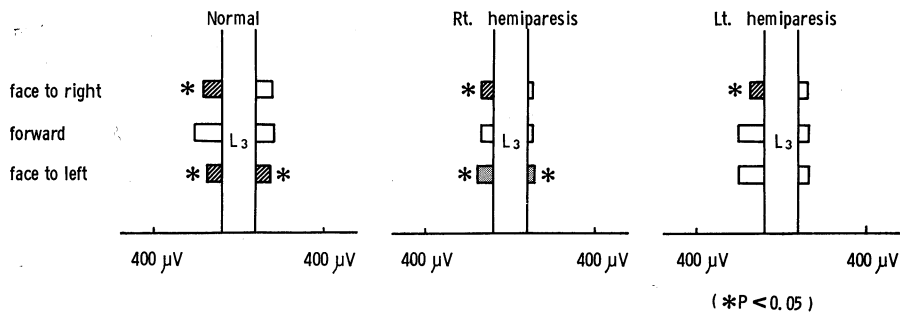 Normal Rt. hemiparesis Lt. hemiparesis
face to right * * *
forward L3 L3 L3
face to left * * * *
400 μV 400 μV 400 μV 400 μV 400 μV 400 μV
( *P < 0.05 )